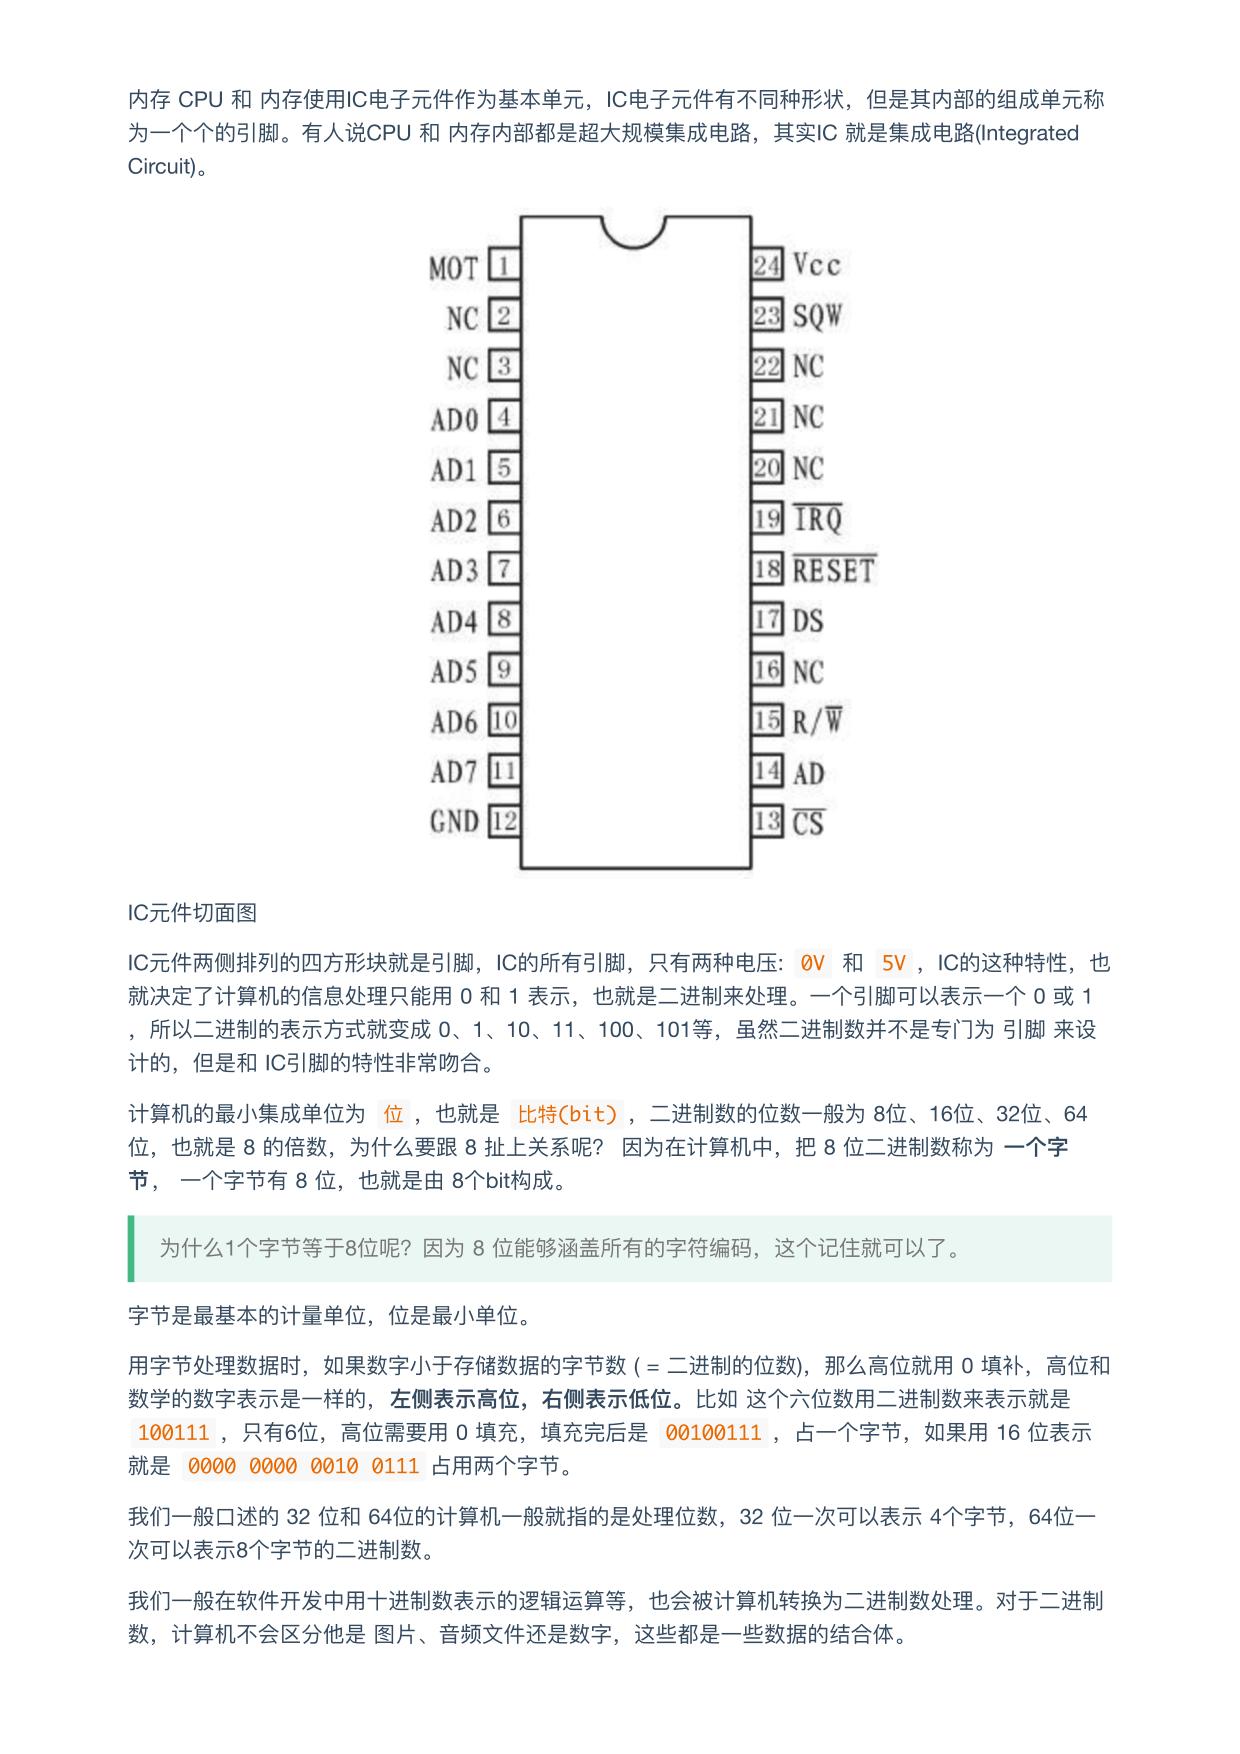 内存 CPU 和 内存使用IC电子元件作为基本单元，IC电子元件有不同种形状，但是其内部的组成单元称
为一个个的引脚。有人说CPU 和 内存内部都是超大规模集成电路，其实IC 就是集成电路(Integrated
Circuit)。
MOT 1
NC 2
NC 3
AD0 4
AD1 5
AD2 6
AD3 7
AD4 8
AD5 9
AD6 10
AD7 11
GND 12
24 Vcc
23 SQW
22 NC
21 NC
20 NC
19 I̅R̅Q̅
18 R̅E̅S̅E̅T̅
17 DS
16 NC
15 R/W̅
14 AD
13 C̅S̅
IC元件切面图
IC元件两侧排列的四方形块就是引脚，IC的所有引脚，只有两种电压: 0V 和 5V ，IC的这种特性，也
就决定了计算机的信息处理只能用 0 和 1 表示，也就是二进制来处理。一个引脚可以表示一个 0 或 1
，所以二进制的表示方式就变成 0、1、10、11、100、101等，虽然二进制数并不是专门为 引脚 来设
计的，但是和 IC引脚的特性非常吻合。
计算机的最小集成单位为 位 ，也就是 比特(bit) ，二进制数的位数一般为 8位、16位、32位、64
位，也就是 8 的倍数，为什么要跟 8 扯上关系呢？ 因为在计算机中，把 8 位二进制数称为 一个字
节， 一个字节有 8 位，也就是由 8个bit构成。
为什么1个字节等于8位呢？因为 8 位能够涵盖所有的字符编码，这个记住就可以了。
字节是最基本的计量单位，位是最小单位。
用字节处理数据时，如果数字小于存储数据的字节数 ( = 二进制的位数)，那么高位就用 0 填补，高位和
数学的数字表示是一样的，左侧表示高位，右侧表示低位。比如 这个六位数用二进制数来表示就是
100111 ，只有6位，高位需要用 0 填充，填充完后是 00100111 ，占一个字节，如果用 16 位表示
就是 0000 0000 0010 0111 占用两个字节。
我们一般口述的 32 位和 64位的计算机一般就指的是处理位数，32 位一次可以表示 4个字节，64位一
次可以表示8个字节的二进制数。
我们一般在软件开发中用十进制数表示的逻辑运算等，也会被计算机转换为二进制数处理。对于二进制
数，计算机不会区分他是 图片、音频文件还是数字，这些都是一些数据的结合体。